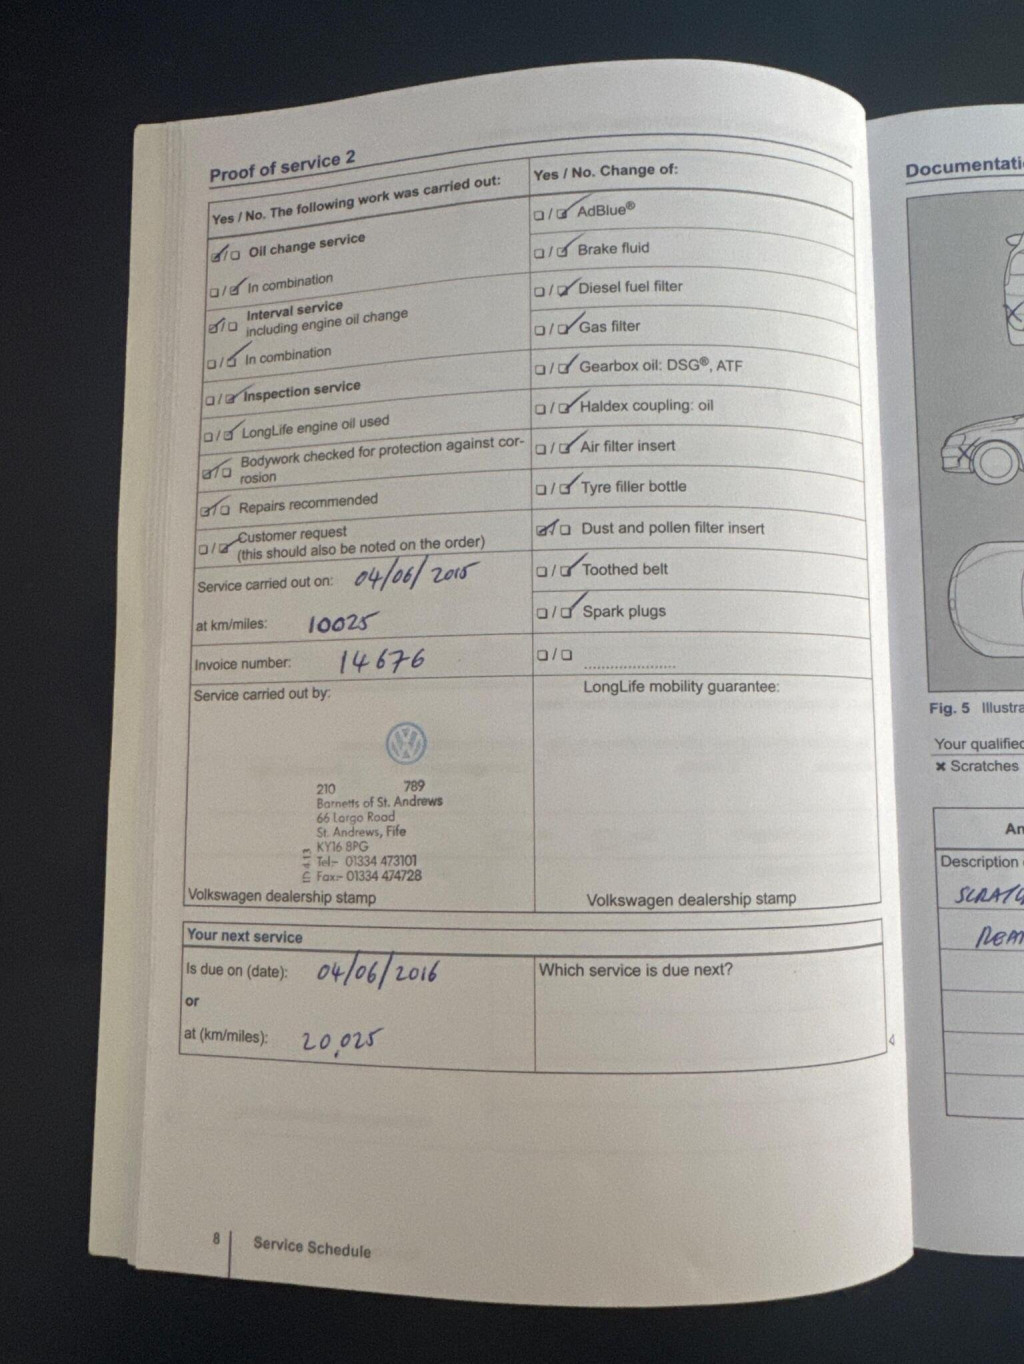 Proof of service 2
Yes / No. The following work was carried out:
☑/☐ Oil change service
☐/☑ In combination
☑/☐ Interval service
including engine oil change
☐/☑ In combination
☐/☑ Inspection service
☐/☑ LongLife engine oil used
☑/☐ Bodywork checked for protection against cor-
rosion
☑/☐ Repairs recommended
☐/☑ Customer request
(this should also be noted on the order)
Service carried out on: 04/06/2015
at km/miles: 10025
Invoice number: 14676
Service carried out by:
210 789
Barnetts of St. Andrews
66 Largo Road
St. Andrews, Fife
KY16 8PG
Tel:- 01334 473101
Fax:- 01334 474728
Volkswagen dealership stamp
Yes / No. Change of:
☐/☑ AdBlue®
☐/☑ Brake fluid
☐/☑ Diesel fuel filter
☐/☑ Gas filter
☐/☑ Gearbox oil: DSG®, ATF
☐/☑ Haldex coupling: oil
☐/☑ Air filter insert
☐/☑ Tyre filler bottle
☑/☐ Dust and pollen filter insert
☐/☑ Toothed belt
☐/☑ Spark plugs
☐/☐ ......................
LongLife mobility guarantee:
Volkswagen dealership stamp
Your next service
Is due on (date): 04/06/2016
or
at (km/miles): 20,025
Which service is due next?
8 Service Schedule
Documentati
Fig. 5 Illustra
Your qualified
✖ Scratches
An
Description
SCRATC
REA